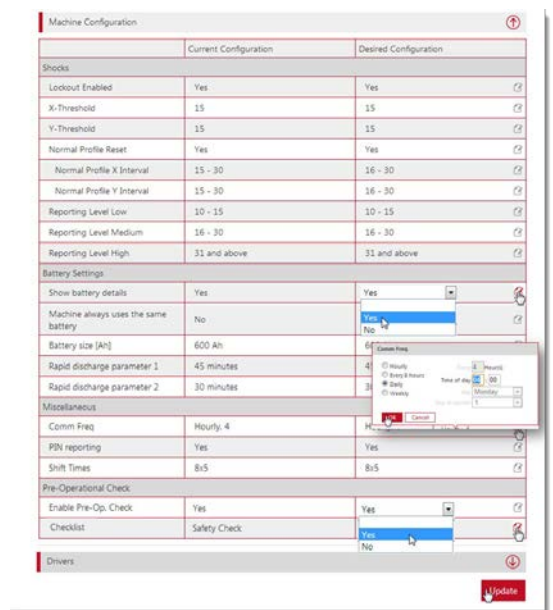 Machine Configuration
Current Configuration Desired Configuration
Shocks
Lockout Enabled Yes Yes
X-Threshold 15 15
Y-Threshold 15 15
Normal Profile Reset Yes Yes
Normal Profile X Interval 15 - 30 16 - 30
Normal Profile Y Interval 15 - 30 16 - 30
Reporting Level Low 10 - 15 10 - 15
Reporting Level Medium 16 - 30 16 - 30
Reporting Level High 31 and above 31 and above
Battery Settings
Show battery details Yes Yes
Yes
No
Machine always uses the same
battery No
Battery size [Ah] 600 Ah
Rapid discharge parameter 1 45 minutes
Rapid discharge parameter 2 30 minutes
Comm Freq.
Hourly Hours
Every 8 hours
Daily Time of day 00
Weekly Monday
1
OK Cancel
Miscellaneous
Comm Freq Hourly. 4
PIN reporting Yes Yes
Shift Times 8x5 8x5
Pre-Operational Check
Enable Pre-Op. Check Yes Yes
Yes
No
Checklist Safety Check
Drivers
Update